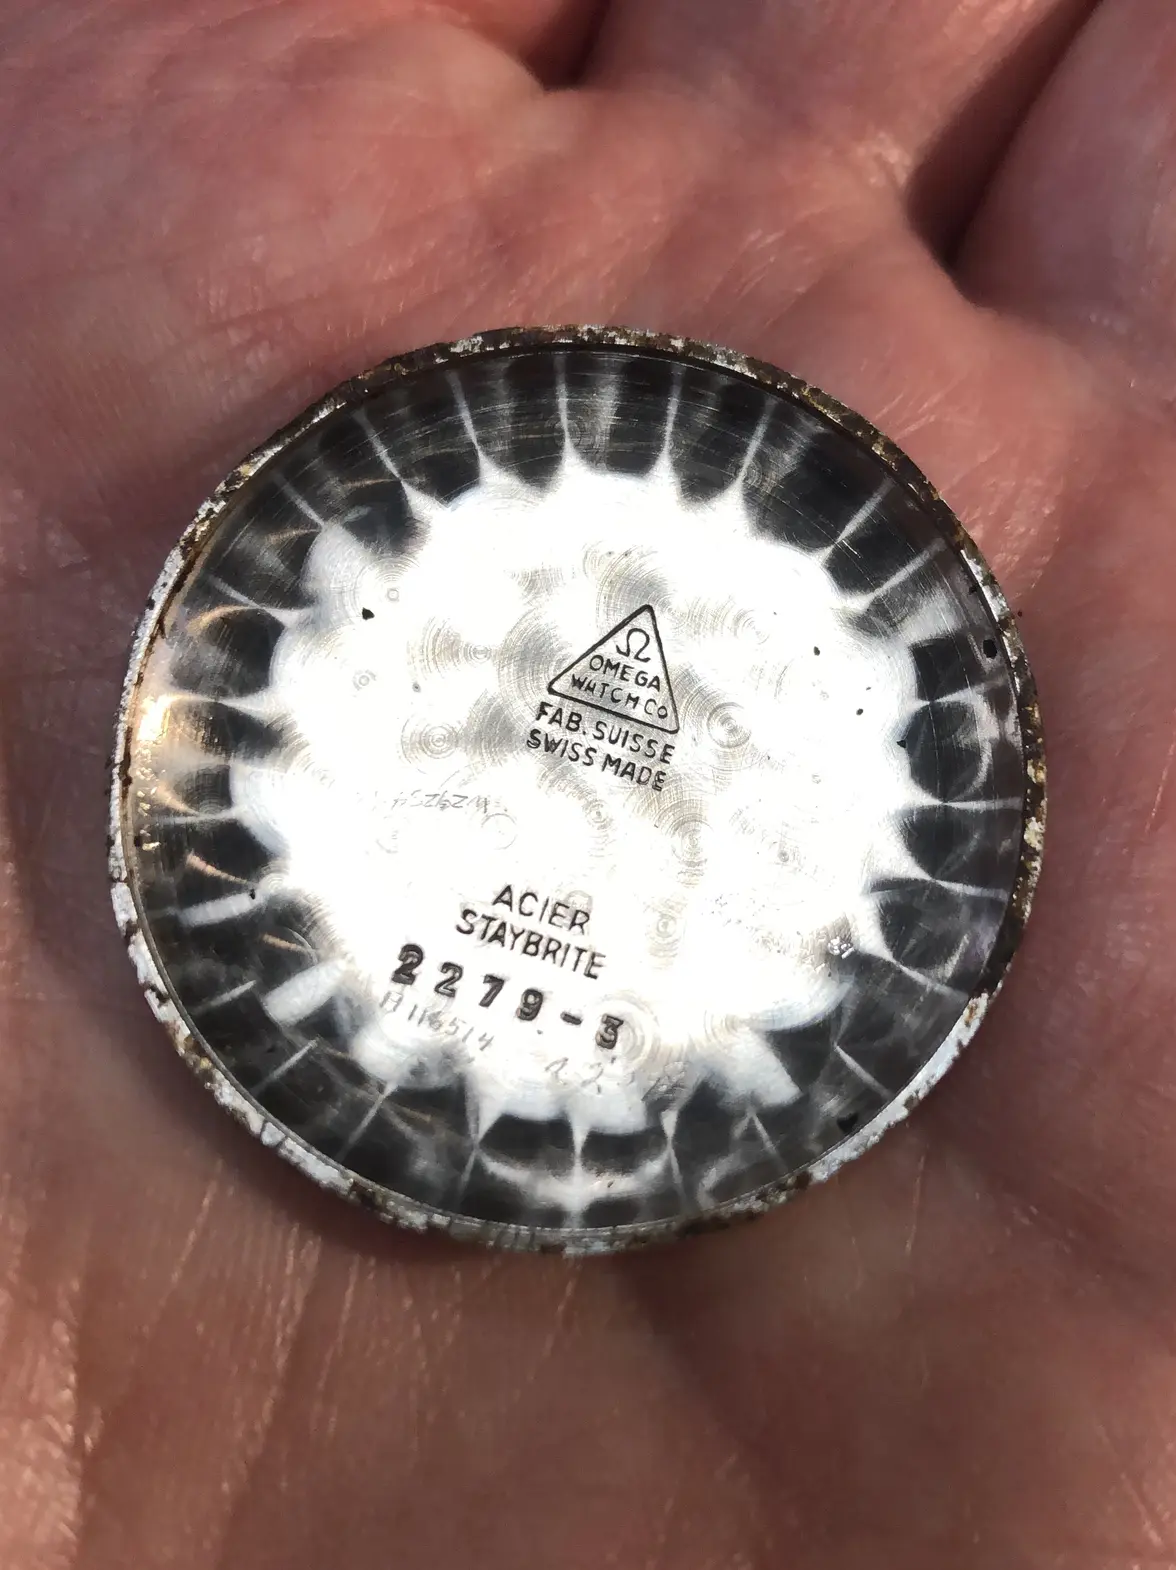 Ω
OMEGA
WATCH Co
FAB. SUISSE
SWISS MADE
ACIER
STAYBRITE
2279-3